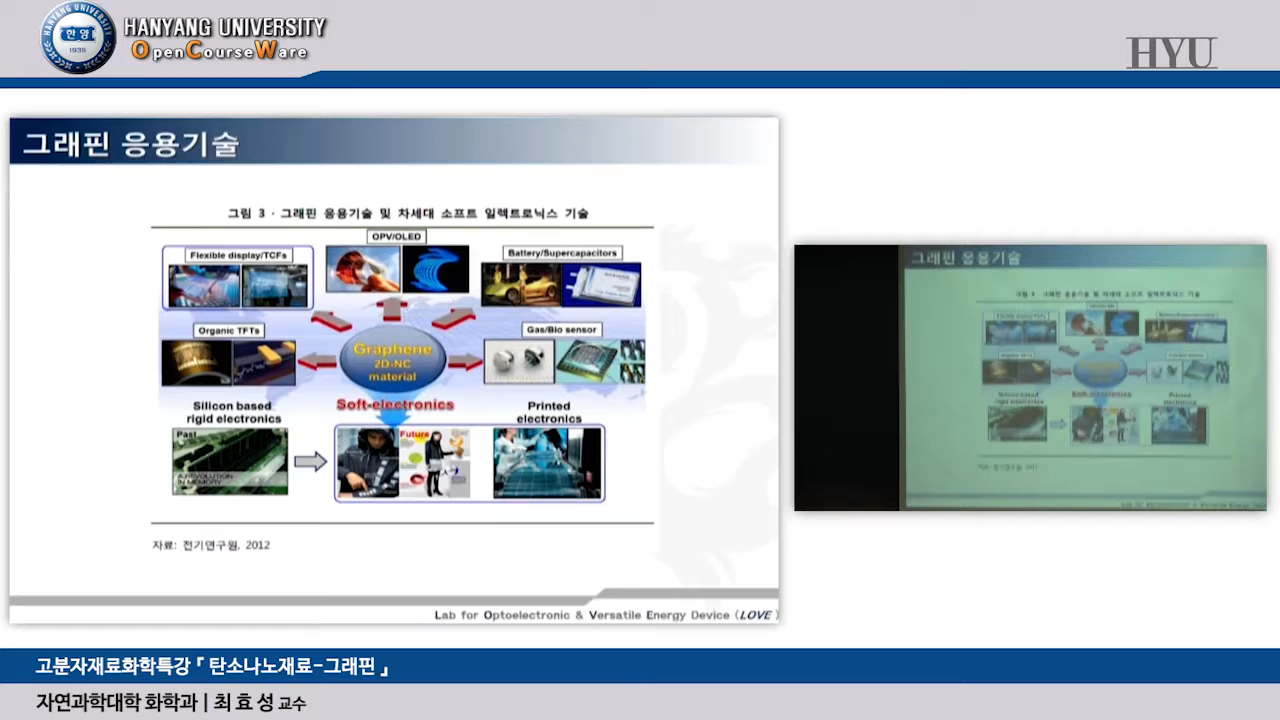 HANYANG UNIVERSITY
OpenCourseWare
한양
1939
HYU
그래핀 응용기술
그림 3 · 그래핀 응용기술 및 차세대 소프트 일렉트로닉스 기술
OPV/OLED
Flexible display/TCFs
Battery/Supercapacitors
Organic TFTs
Gas/Bio sensor
Graphene
2D-NC
material
Silicon based
rigid electronics
Soft-electronics
Printed
electronics
Past
Future
A REVOLUTION
IN MEMORY
자료: 전기연구원, 2012
Lab for Optoelectronic & Versatile Energy Device (LOVE )
그래핀 응용기술
고분자재료화학특강 『 탄소나노재료-그래핀 』
자연과학대학 화학과 | 최 효 성 교수